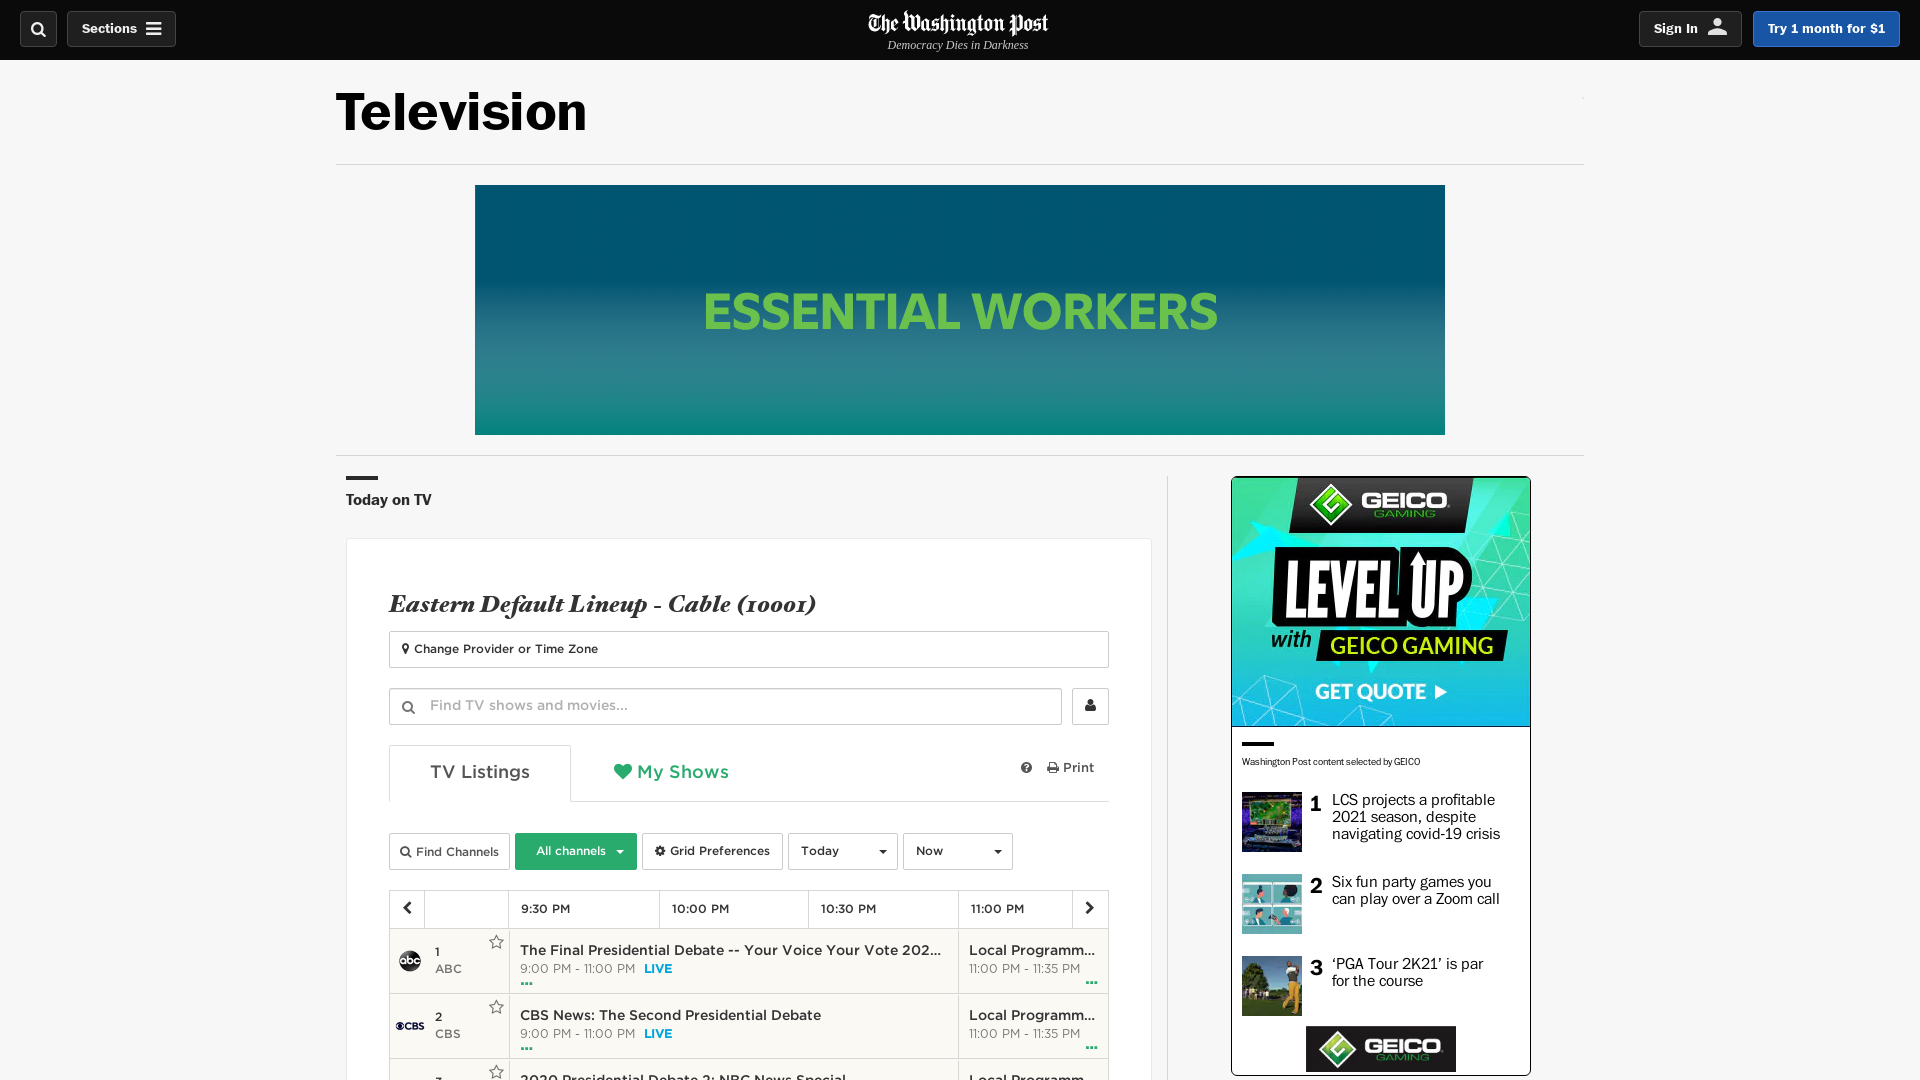 Sections
The Washington Post
Democracy Dies in Darkness
Sign In
Try 1 month for $1
Television
ESSENTIAL WORKERS
Today on TV
Eastern Default Lineup - Cable (10001)
Change Provider or Time Zone
Find TV shows and movies...
TV Listings
My Shows
Print
Find Channels
All channels
Grid Preferences
Today
Now
9:30 PM
10:00 PM
10:30 PM
11:00 PM
abc
1
ABC
The Final Presidential Debate -- Your Voice Your Vote 202...
9:00 PM - 11:00 PM LIVE
Local Programm...
11:00 PM - 11:35 PM
CBS
2
CBS
CBS News: The Second Presidential Debate
9:00 PM - 11:00 PM LIVE
Local Programm...
11:00 PM - 11:35 PM
2020 Presidential Debate 2: NBC News Special
Local Programm...
GEICO
GAMING
LEVEL UP
with GEICO GAMING
GET QUOTE
Washington Post content selected by GEICO
1 LCS projects a profitable
2021 season, despite
navigating covid-19 crisis
2 Six fun party games you
can play over a Zoom call
3 ‘PGA Tour 2K21’ is par
for the course
GEICO
GAMING